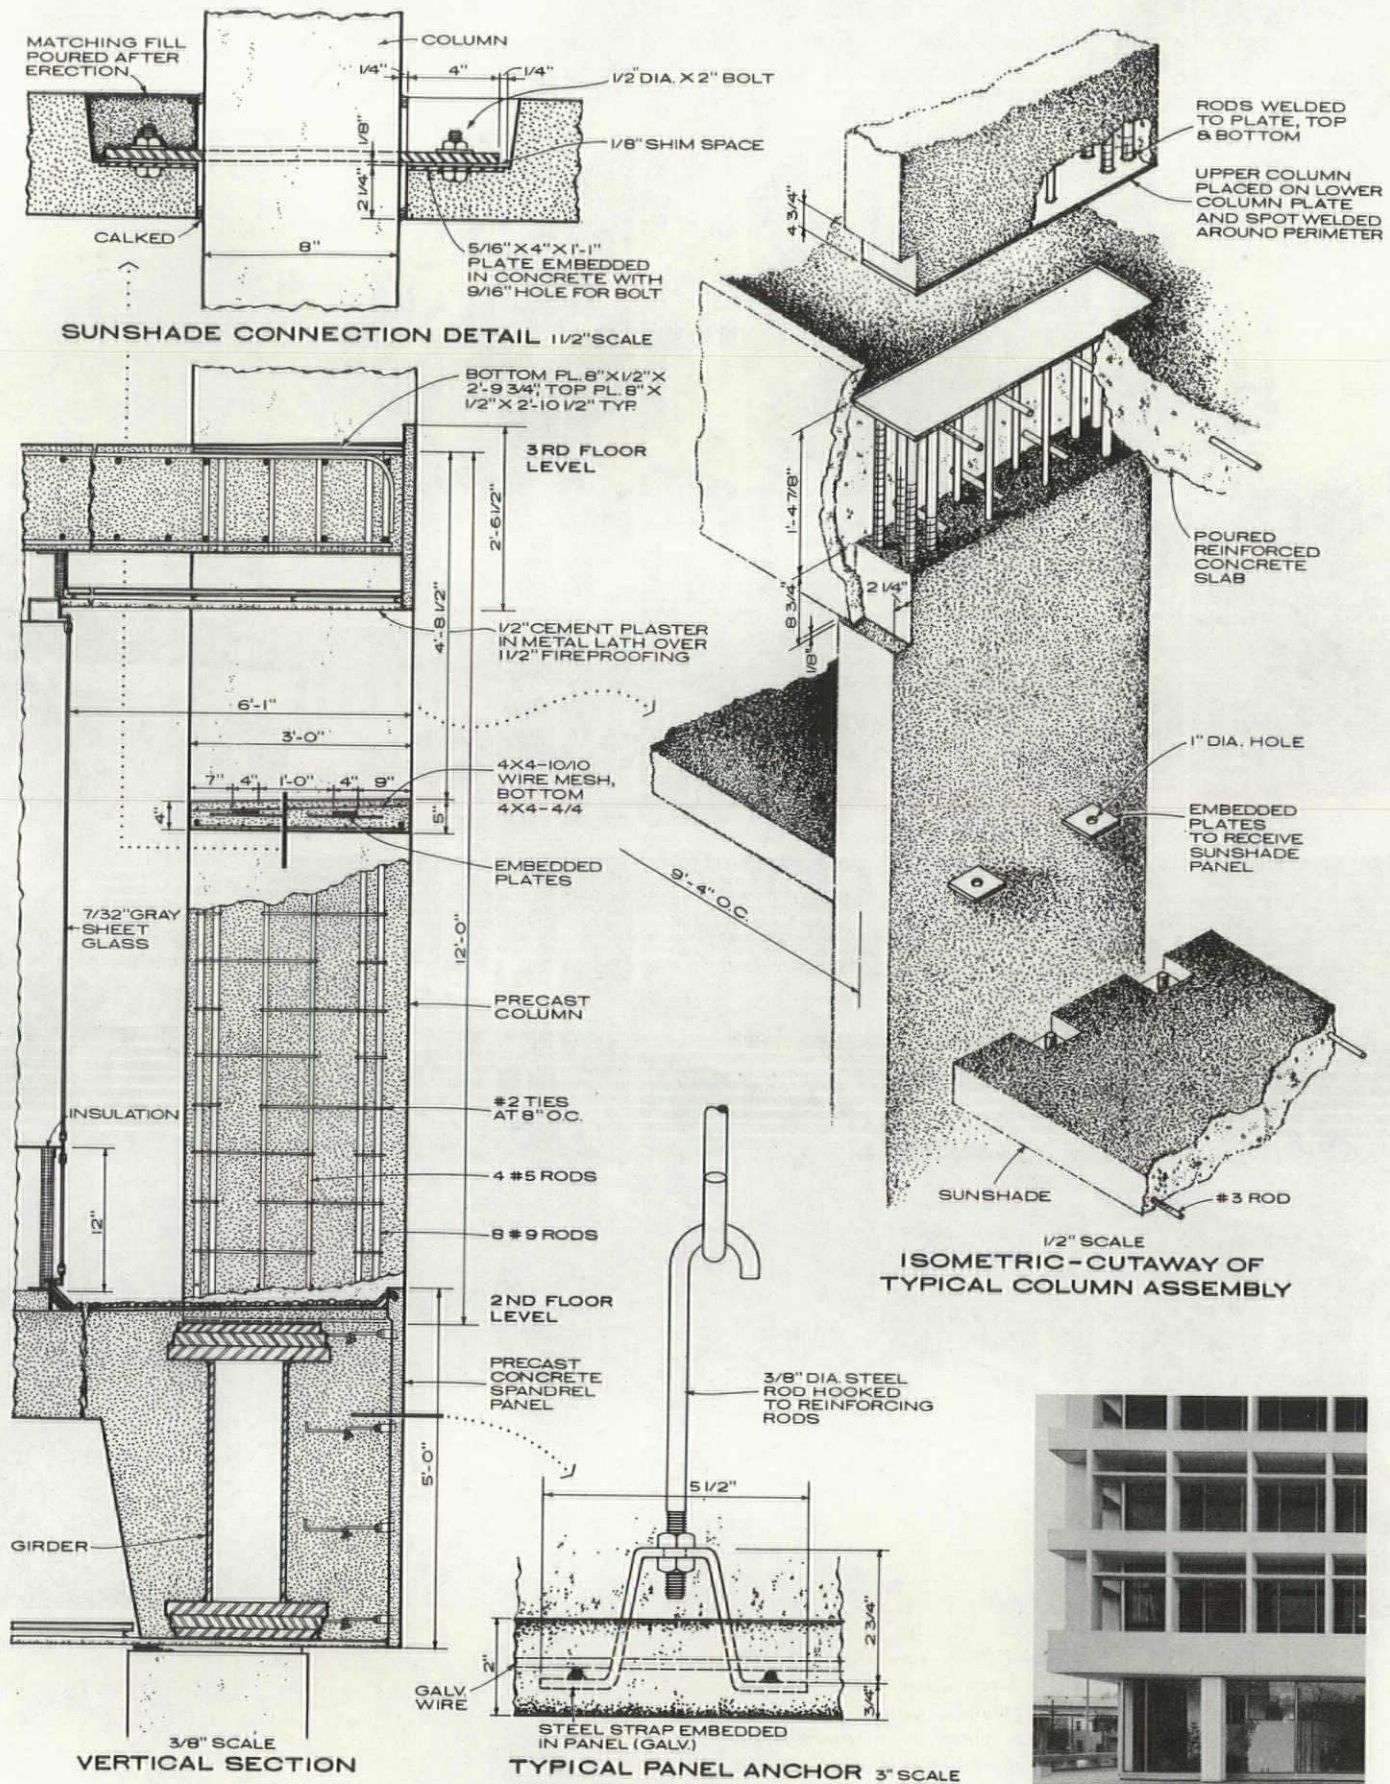 MATCHING FILL
POURED AFTER
ERECTION
COLUMN
1/4"
4"
1/4"
1/2" DIA. X 2" BOLT
1/8"
1/8" SHIM SPACE
2 1/4"
CALKED
8"
5/16" X 4" X 1'-1"
PLATE EMBEDDED
IN CONCRETE WITH
9/16" HOLE FOR BOLT
SUNSHADE CONNECTION DETAIL 1 1/2" SCALE
BOTTOM PL. 8" X 1/2" X
2'-9 3/4", TOP PL. 8" X
1/2" X 2'-10 1/2" TYP.
3RD FLOOR
LEVEL
2'-6 1/2"
4'-8 1/2"
1/2" CEMENT PLASTER
IN METAL LATH OVER
1 1/2" FIREPROOFING
6'-1"
3'-0"
7"
4"
1'-0"
4"
9"
4X4-10/10
WIRE MESH,
BOTTOM
4X4-4/4
4"
5"
EMBEDDED
PLATES
7/32" GRAY
SHEET
GLASS
12'-0"
PRECAST
COLUMN
#2 TIES
AT 8" O.C.
INSULATION
4 #5 RODS
12"
8 #9 RODS
2ND FLOOR
LEVEL
PRECAST
CONCRETE
SPANDREL
PANEL
5'-0"
GIRDER
3/8" SCALE
VERTICAL SECTION
RODS WELDED
TO PLATE, TOP
& BOTTOM
UPPER COLUMN
PLACED ON LOWER
COLUMN PLATE
AND SPOT WELDED
AROUND PERIMETER
4 3/4"
1'-4 7/8"
8 3/4"
2 1/4"
1/8"
POURED
REINFORCED
CONCRETE
SLAB
1" DIA. HOLE
EMBEDDED
PLATES
TO RECEIVE
SUNSHADE
PANEL
9'-4" O.C.
SUNSHADE
#3 ROD
1/2" SCALE
ISOMETRIC-CUTAWAY OF
TYPICAL COLUMN ASSEMBLY
3/8" DIA. STEEL
ROD HOOKED
TO REINFORCING
RODS
5 1/2"
2 3/4"
2"
3/4"
GALV.
WIRE
STEEL STRAP EMBEDDED
IN PANEL (GALV.)
TYPICAL PANEL ANCHOR 3" SCALE